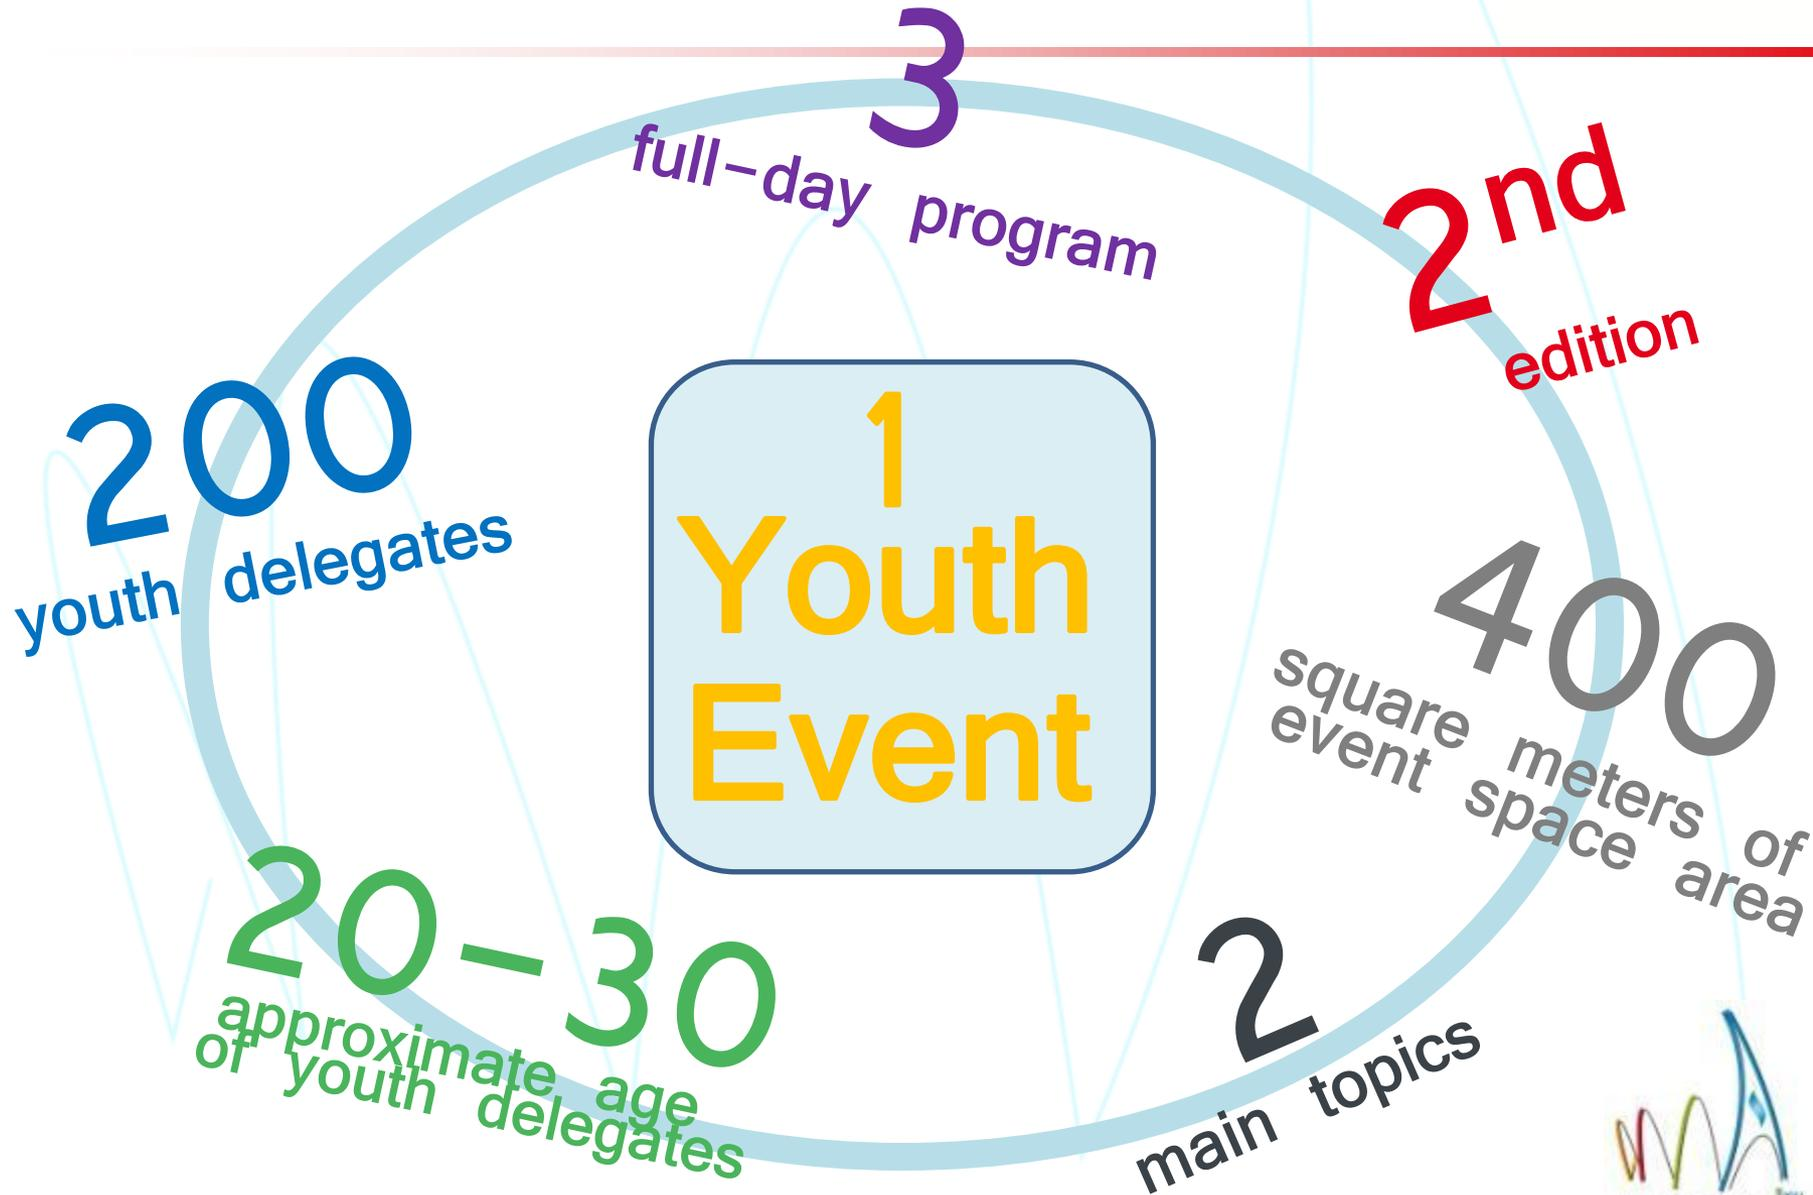 3
full-day program
2nd
edition
200
youth delegates
1
Youth
Event
400
square meters of
event space area
20-30
approximate age
of youth delegates
2
main topics